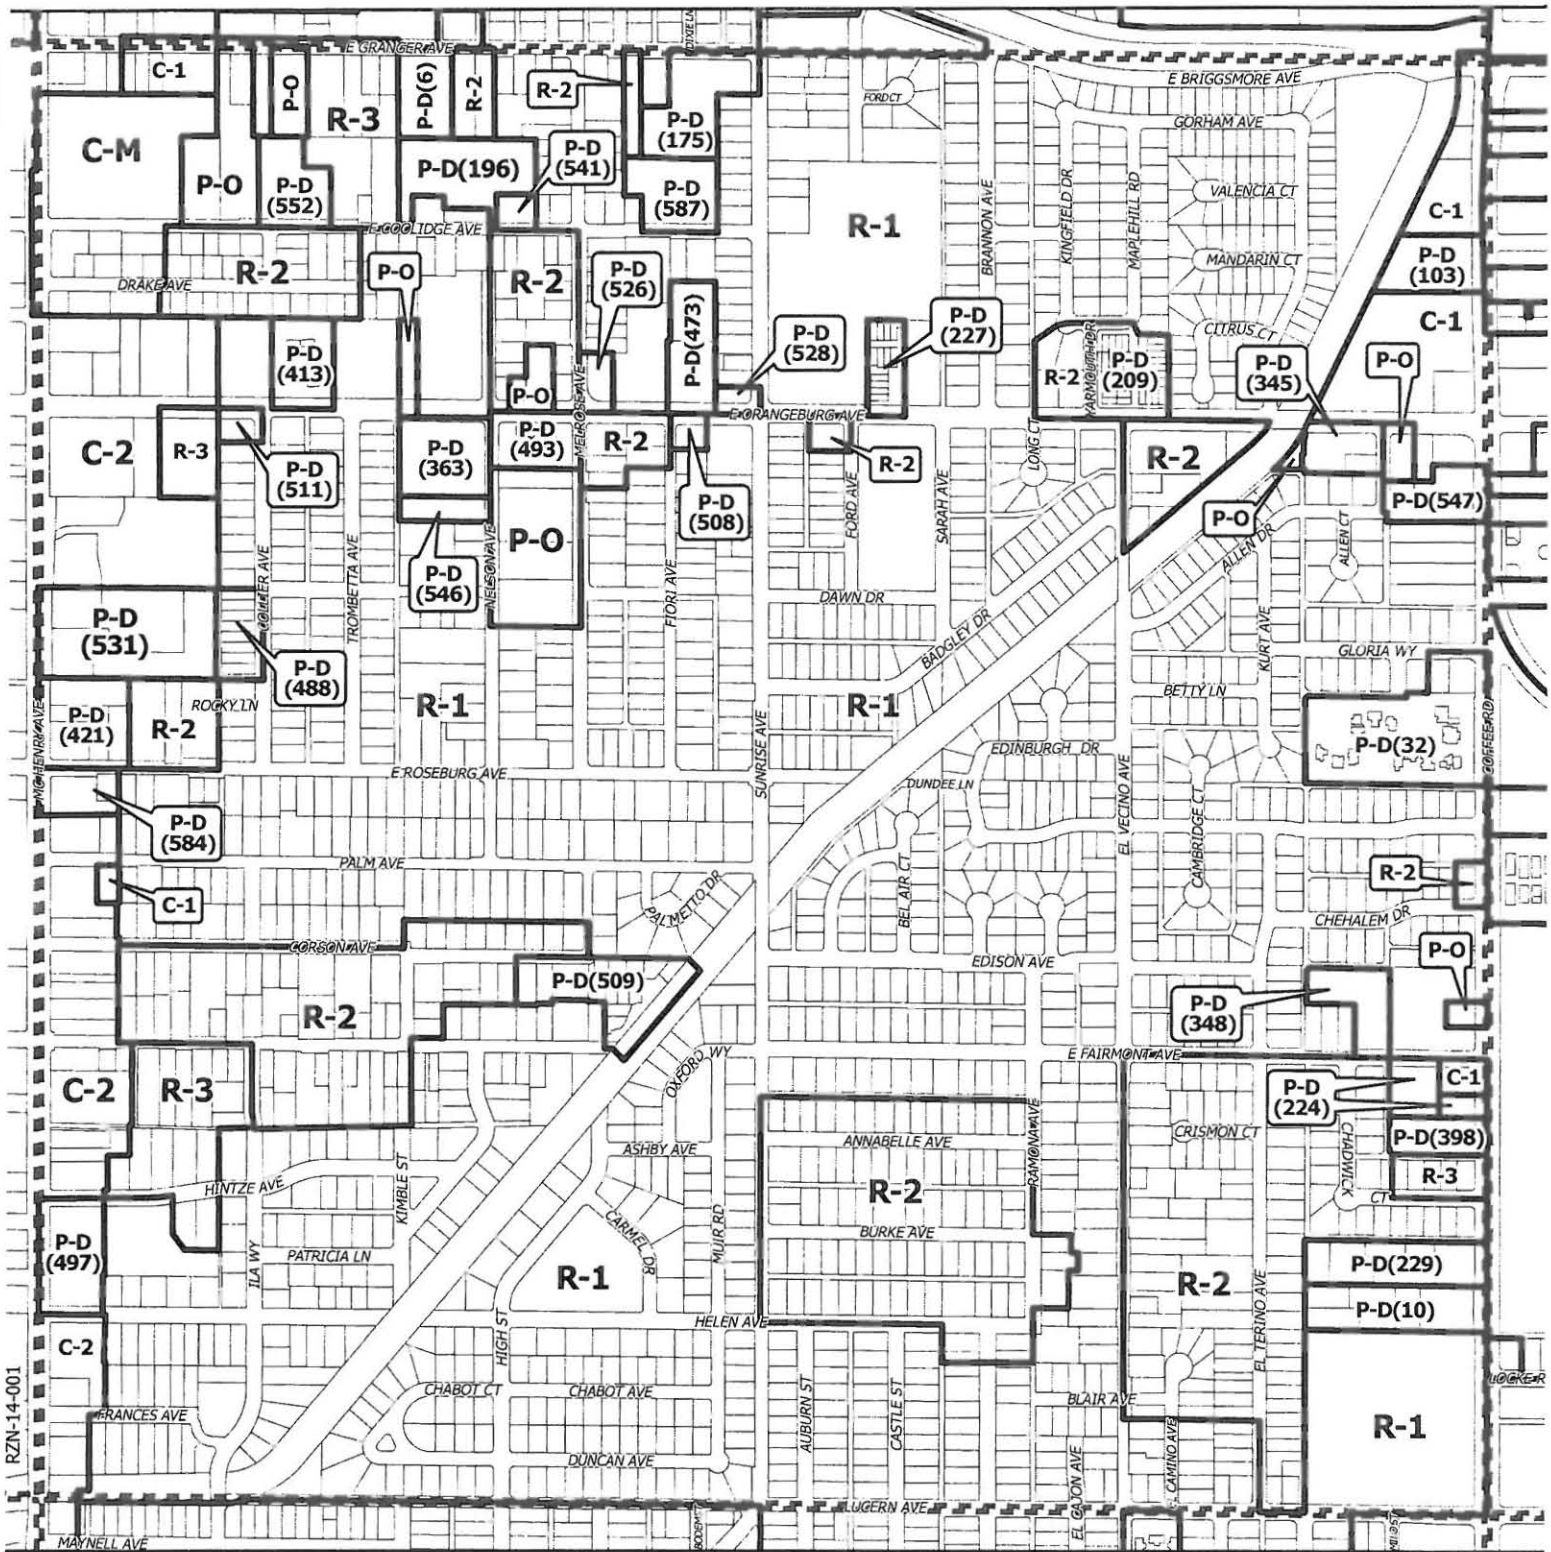 DIXIE LN
E GRANGER AVE
C-1
P-O
R-3
P-D(6)
R-2
R-2
P-D
(175)
FORD CT
E BRIGGSMORE AVE
GORHAM AVE
C-M
P-O
P-D
(552)
P-D(196)
P-D
(541)
P-D
(587)
R-1
BRANNON AVE
KINGFIELD DR
MAPLEHILL RD
VALENCIA CT
C-1
E COOLIDGE AVE
P-D
(103)
MANDARIN CT
R-2
DRAKE AVE
P-O
R-2
P-D
(526)
P-D(473)
P-D
(528)
P-D
(227)
CITRUS CT
C-1
P-D
(413)
P-O
MELROSE AVE
R-2
YARMOUTH DR
P-D
(209)
P-D
(345)
P-O
E ORANGEBURG AVE
C-2
R-3
P-D
(511)
P-D
(363)
P-D
(493)
R-2
P-D
(508)
R-2
LONG CT
R-2
P-O
P-D(547)
FORD AVE
SARAH AVE
ALLEN DR
ALLEN CT
P-O
P-D
(546)
NELSON AVE
COLLIER AVE
TROMBETTA AVE
FIORI AVE
DAWN DR
P-D
(531)
P-D
(488)
BADGLEY DR
KURT AVE
GLORIA WY
BETTY LN
P-D
(421)
R-2
ROCKY LN
R-1
R-1
MCHENRY AVE
SUNRISE AVE
EDINBURGH DR
P-D(32)
COFFEE RD
E ROSEBURG AVE
DUNDEE LN
EL VECINO AVE
CAMBRIDGE CT
P-D
(584)
PALM AVE
C-1
PALMETTO DR
BEL AIR CT
R-2
CHEHALEM DR
CORSON AVE
EDISON AVE
P-O
P-D(509)
R-2
P-D
(348)
OXFORD WY
E FAIRMONT AVE
C-2
R-3
P-D
(224)
C-1
ASHBY AVE
ANNABELLE AVE
RAMONA AVE
CRISMON CT
P-D(398)
R-3
CHADWICK
CT
HINTZE AVE
KIMBLE ST
R-2
P-D
(497)
ILA WY
PATRICIA LN
CARMEL DR
MUIR RD
BURKE AVE
R-1
R-2
P-D(229)
P-D(10)
EL TERINO AVE
HIGH ST
HELEN AVE
C-2
RZN-14-001
CHABOT CT
CHABOT AVE
AUBURN ST
CASTLE ST
BLAIR AVE
FRANCES AVE
R-1
DUNCAN AVE
EL CAJON AVE
CAMINO AVE
LUCERN AVE
MAYNELL AVE